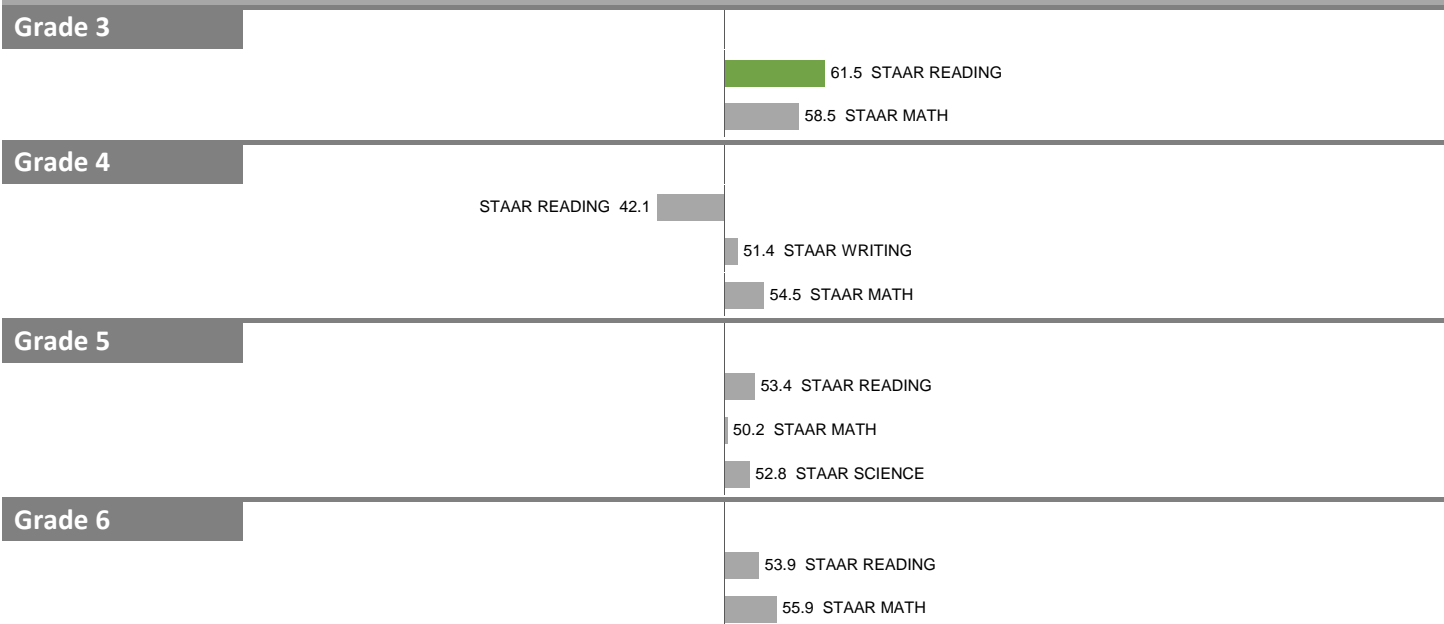 Grade 3
61.5 STAAR READING
58.5 STAAR MATH
Grade 4
STAAR READING 42.1
51.4 STAAR WRITING
54.5 STAAR MATH
Grade 5
53.4 STAAR READING
50.2 STAAR MATH
52.8 STAAR SCIENCE
Grade 6
53.9 STAAR READING
55.9 STAAR MATH